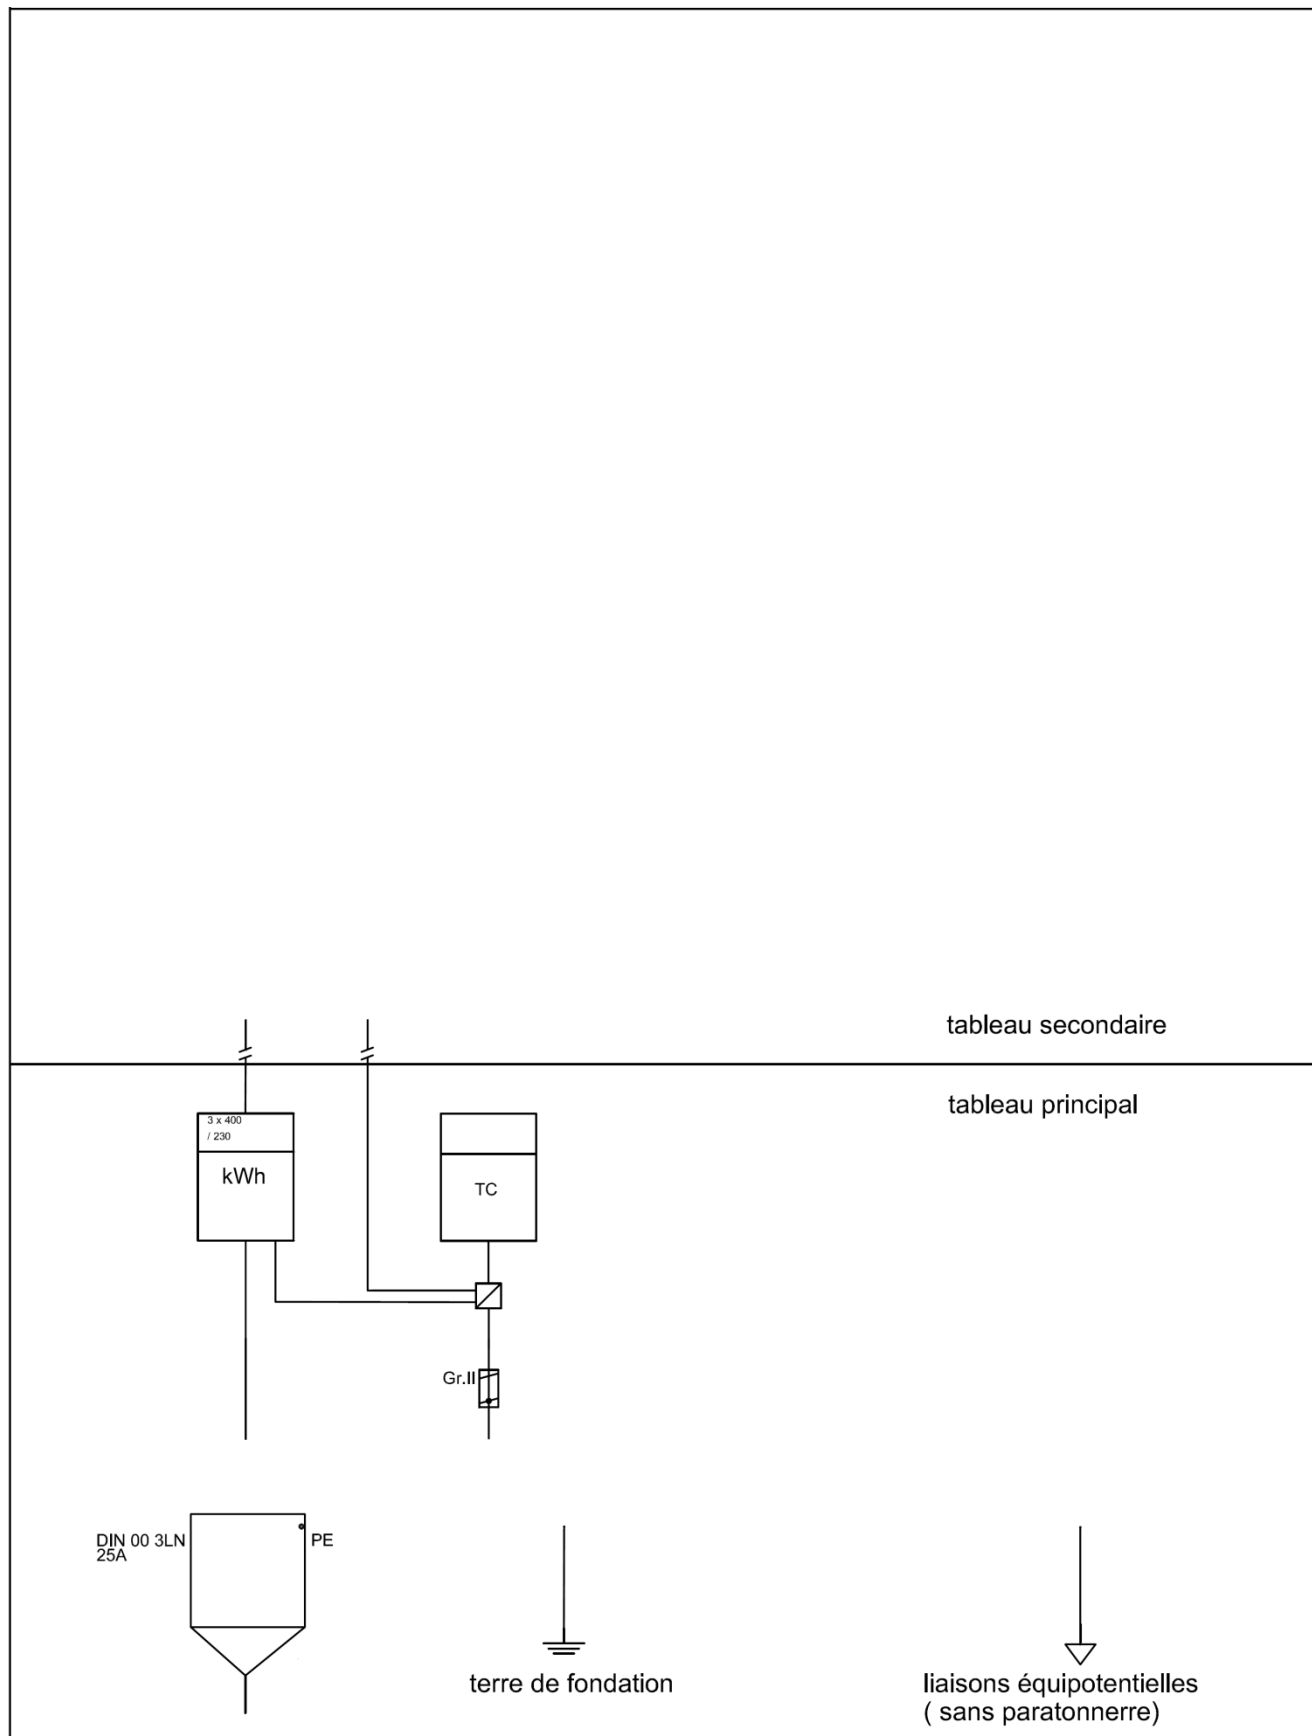 tableau secondaire
tableau principal
3 x 400
/ 230
kWh
TC
Gr.II
DIN 00 3LN
25A
PE
terre de fondation
liaisons équipotentielles
( sans paratonnerre)